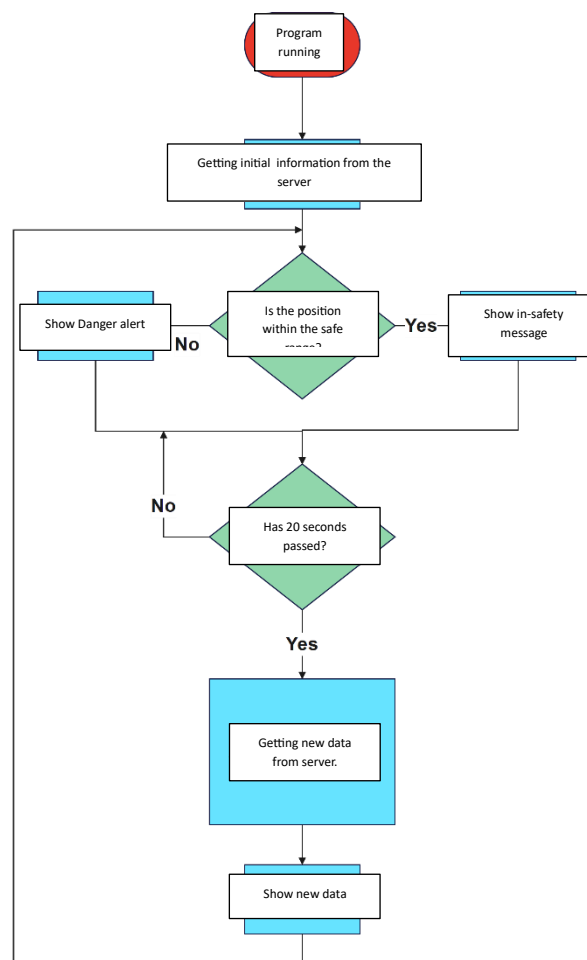 Program
running
Getting initial information from the
server
Is the position
within the safe
Show Danger alert
No
Yes
Show in-safety
message
No
Has 20 seconds
passed?
Yes
Getting new data
from server.
Show new data